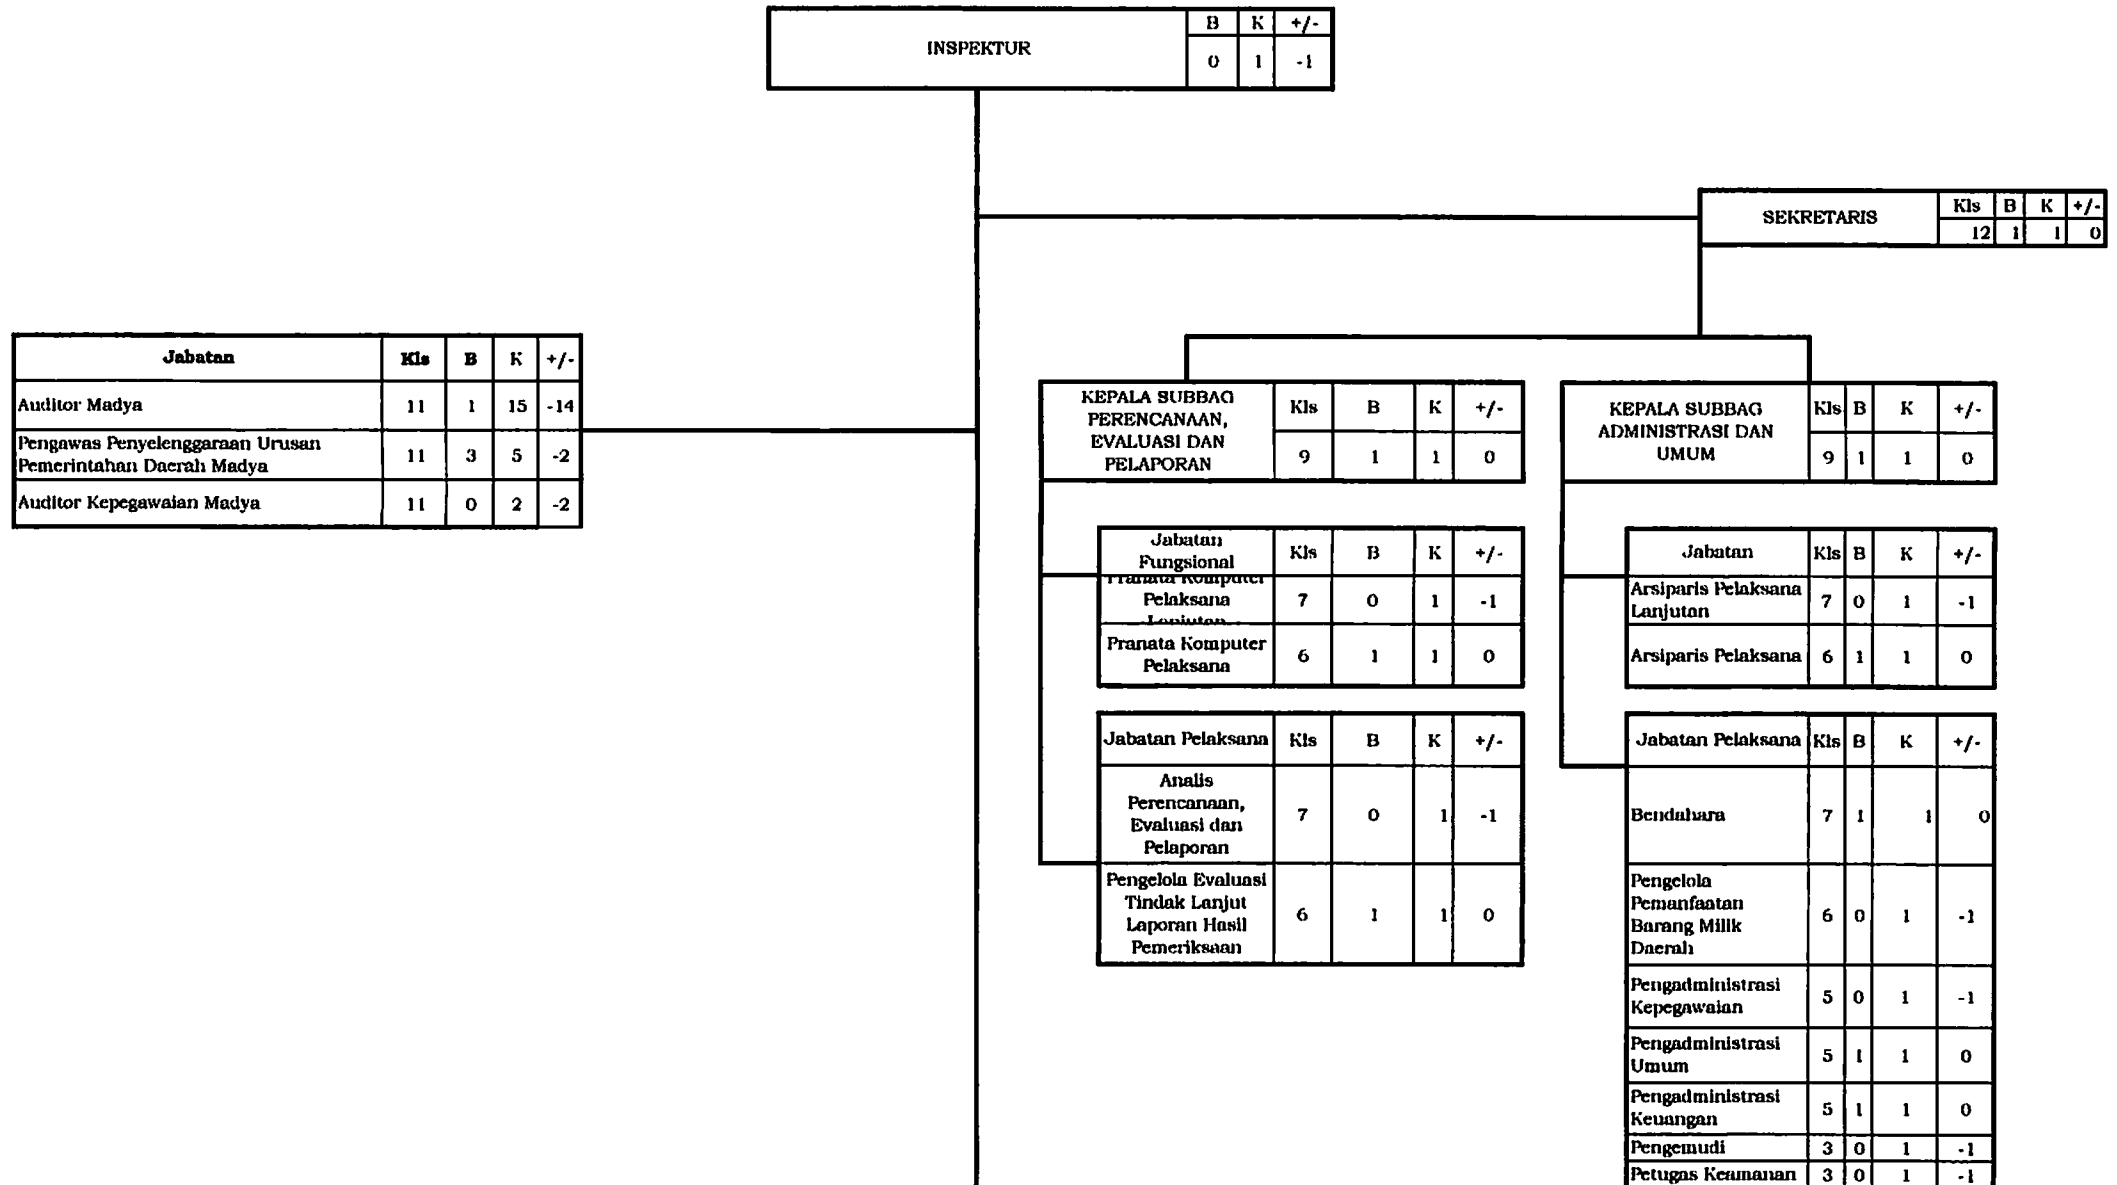 INSPEKTUR
B K +/-
0 1 -1
SEKRETARIS
Kls B K +/-
12 1 1 0
Jabatan Kls B K +/-
Auditor Madya 11 1 15 -14
Pengawas Penyelenggaraan Urusan
Pemerintahan Daerah Madya 11 3 5 -2
Auditor Kepegawaian Madya 11 0 2 -2
KEPALA SUBBAG
PERENCANAAN,
EVALUASI DAN
PELAPORAN
Kls B K +/-
9 1 1 0
Jabatan
Fungsional Kls B K +/-
Pranata Komputer
Pelaksana
Lanjutan 7 0 1 -1
Pranata Komputer
Pelaksana 6 1 1 0
Jabatan Pelaksana Kls B K +/-
Analis
Perencanaan,
Evaluasi dan
Pelaporan 7 0 1 -1
Pengelola Evaluasi
Tindak Lanjut
Laporan Hasil
Pemeriksaan 6 1 1 0
KEPALA SUBBAG
ADMINISTRASI DAN
UMUM
Kls B K +/-
9 1 1 0
Jabatan Kls B K +/-
Arsiparis Pelaksana
Lanjutan 7 0 1 -1
Arsiparis Pelaksana 6 1 1 0
Jabatan Pelaksana Kls B K +/-
Bendahara 7 1 1 0
Pengelola
Pemanfaatan
Barang Milik
Daerah 6 0 1 -1
Pengadministrasi
Kepegawaian 5 0 1 -1
Pengadministrasi
Umum 5 1 1 0
Pengadministrasi
Keuangan 5 1 1 0
Pengemudi 3 0 1 -1
Petugas Keamanan 3 0 1 -1